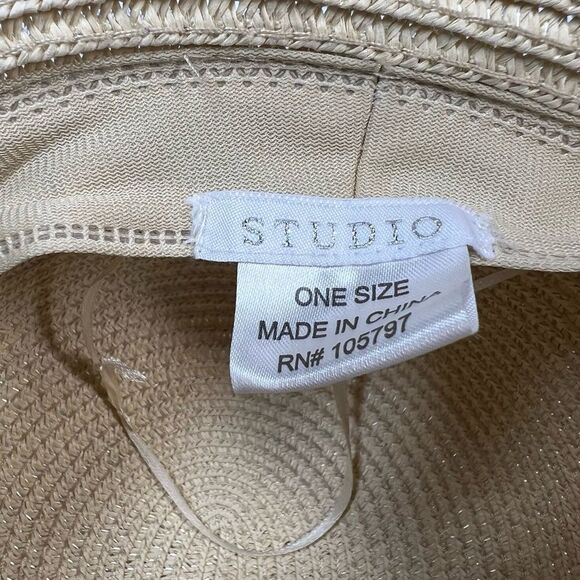 STUDIO
ONE SIZE
MADE IN CHINA
RN# 105797